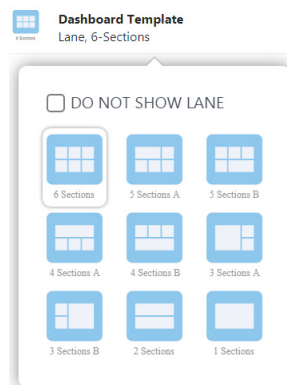 Dashboard Template
6 Sections
Lane, 6-Sections
DO NOT SHOW LANE
6 Sections
5 Sections A
5 Sections B
4 Sections A
4 Sections B
3 Sections A
3 Sections B
2 Sections
1 Sections